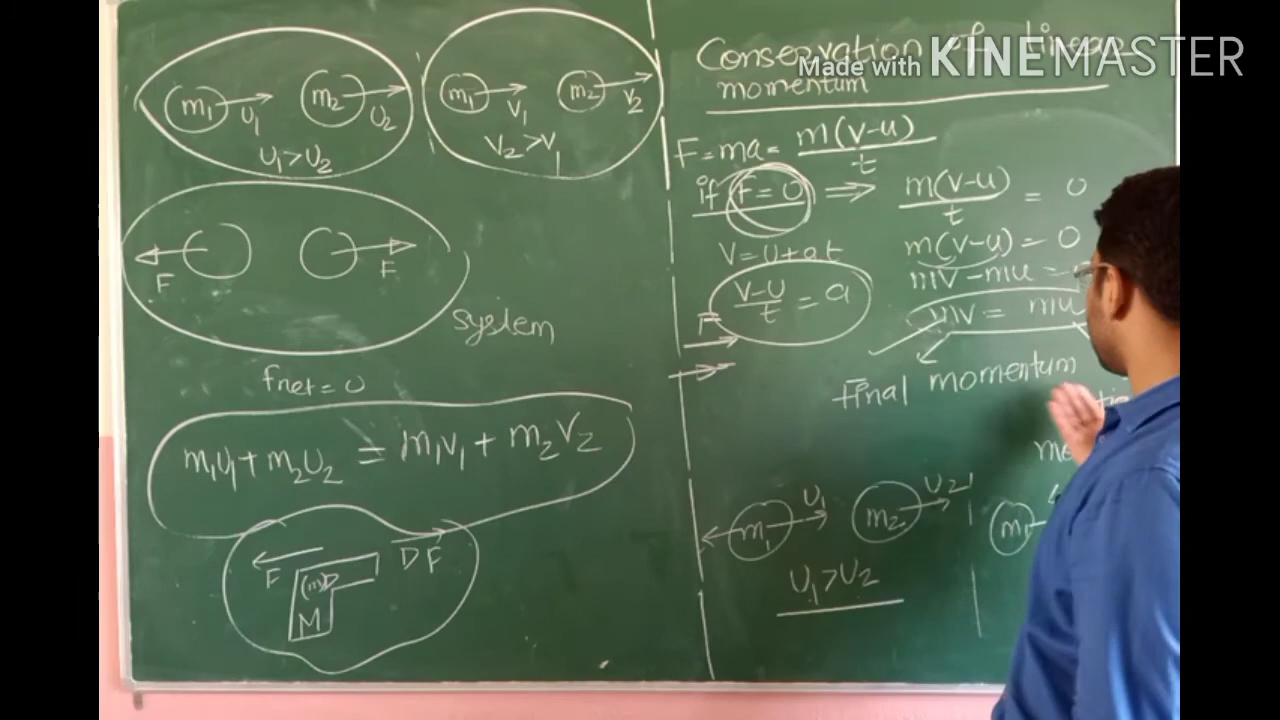 m1 U1 m2 U2
U1 > U2
m1 V1 m2 V2
V2 > V1
F F
system
Fnet = 0
m1U1 + m2U2 = m1V1 + m2V2
F F
(m)
M
Conservation of linear
momentum
Made with KINEMASTER
F = ma = m(V-U)/t
if F = 0 ⇒ m(V-U)/t = 0
V = U + at
m(V-U) = 0
V-U/t = a
mV - mU =
F
mV = mU
Final momentum
m1 U1 m2 U2 m1
U1 > U2